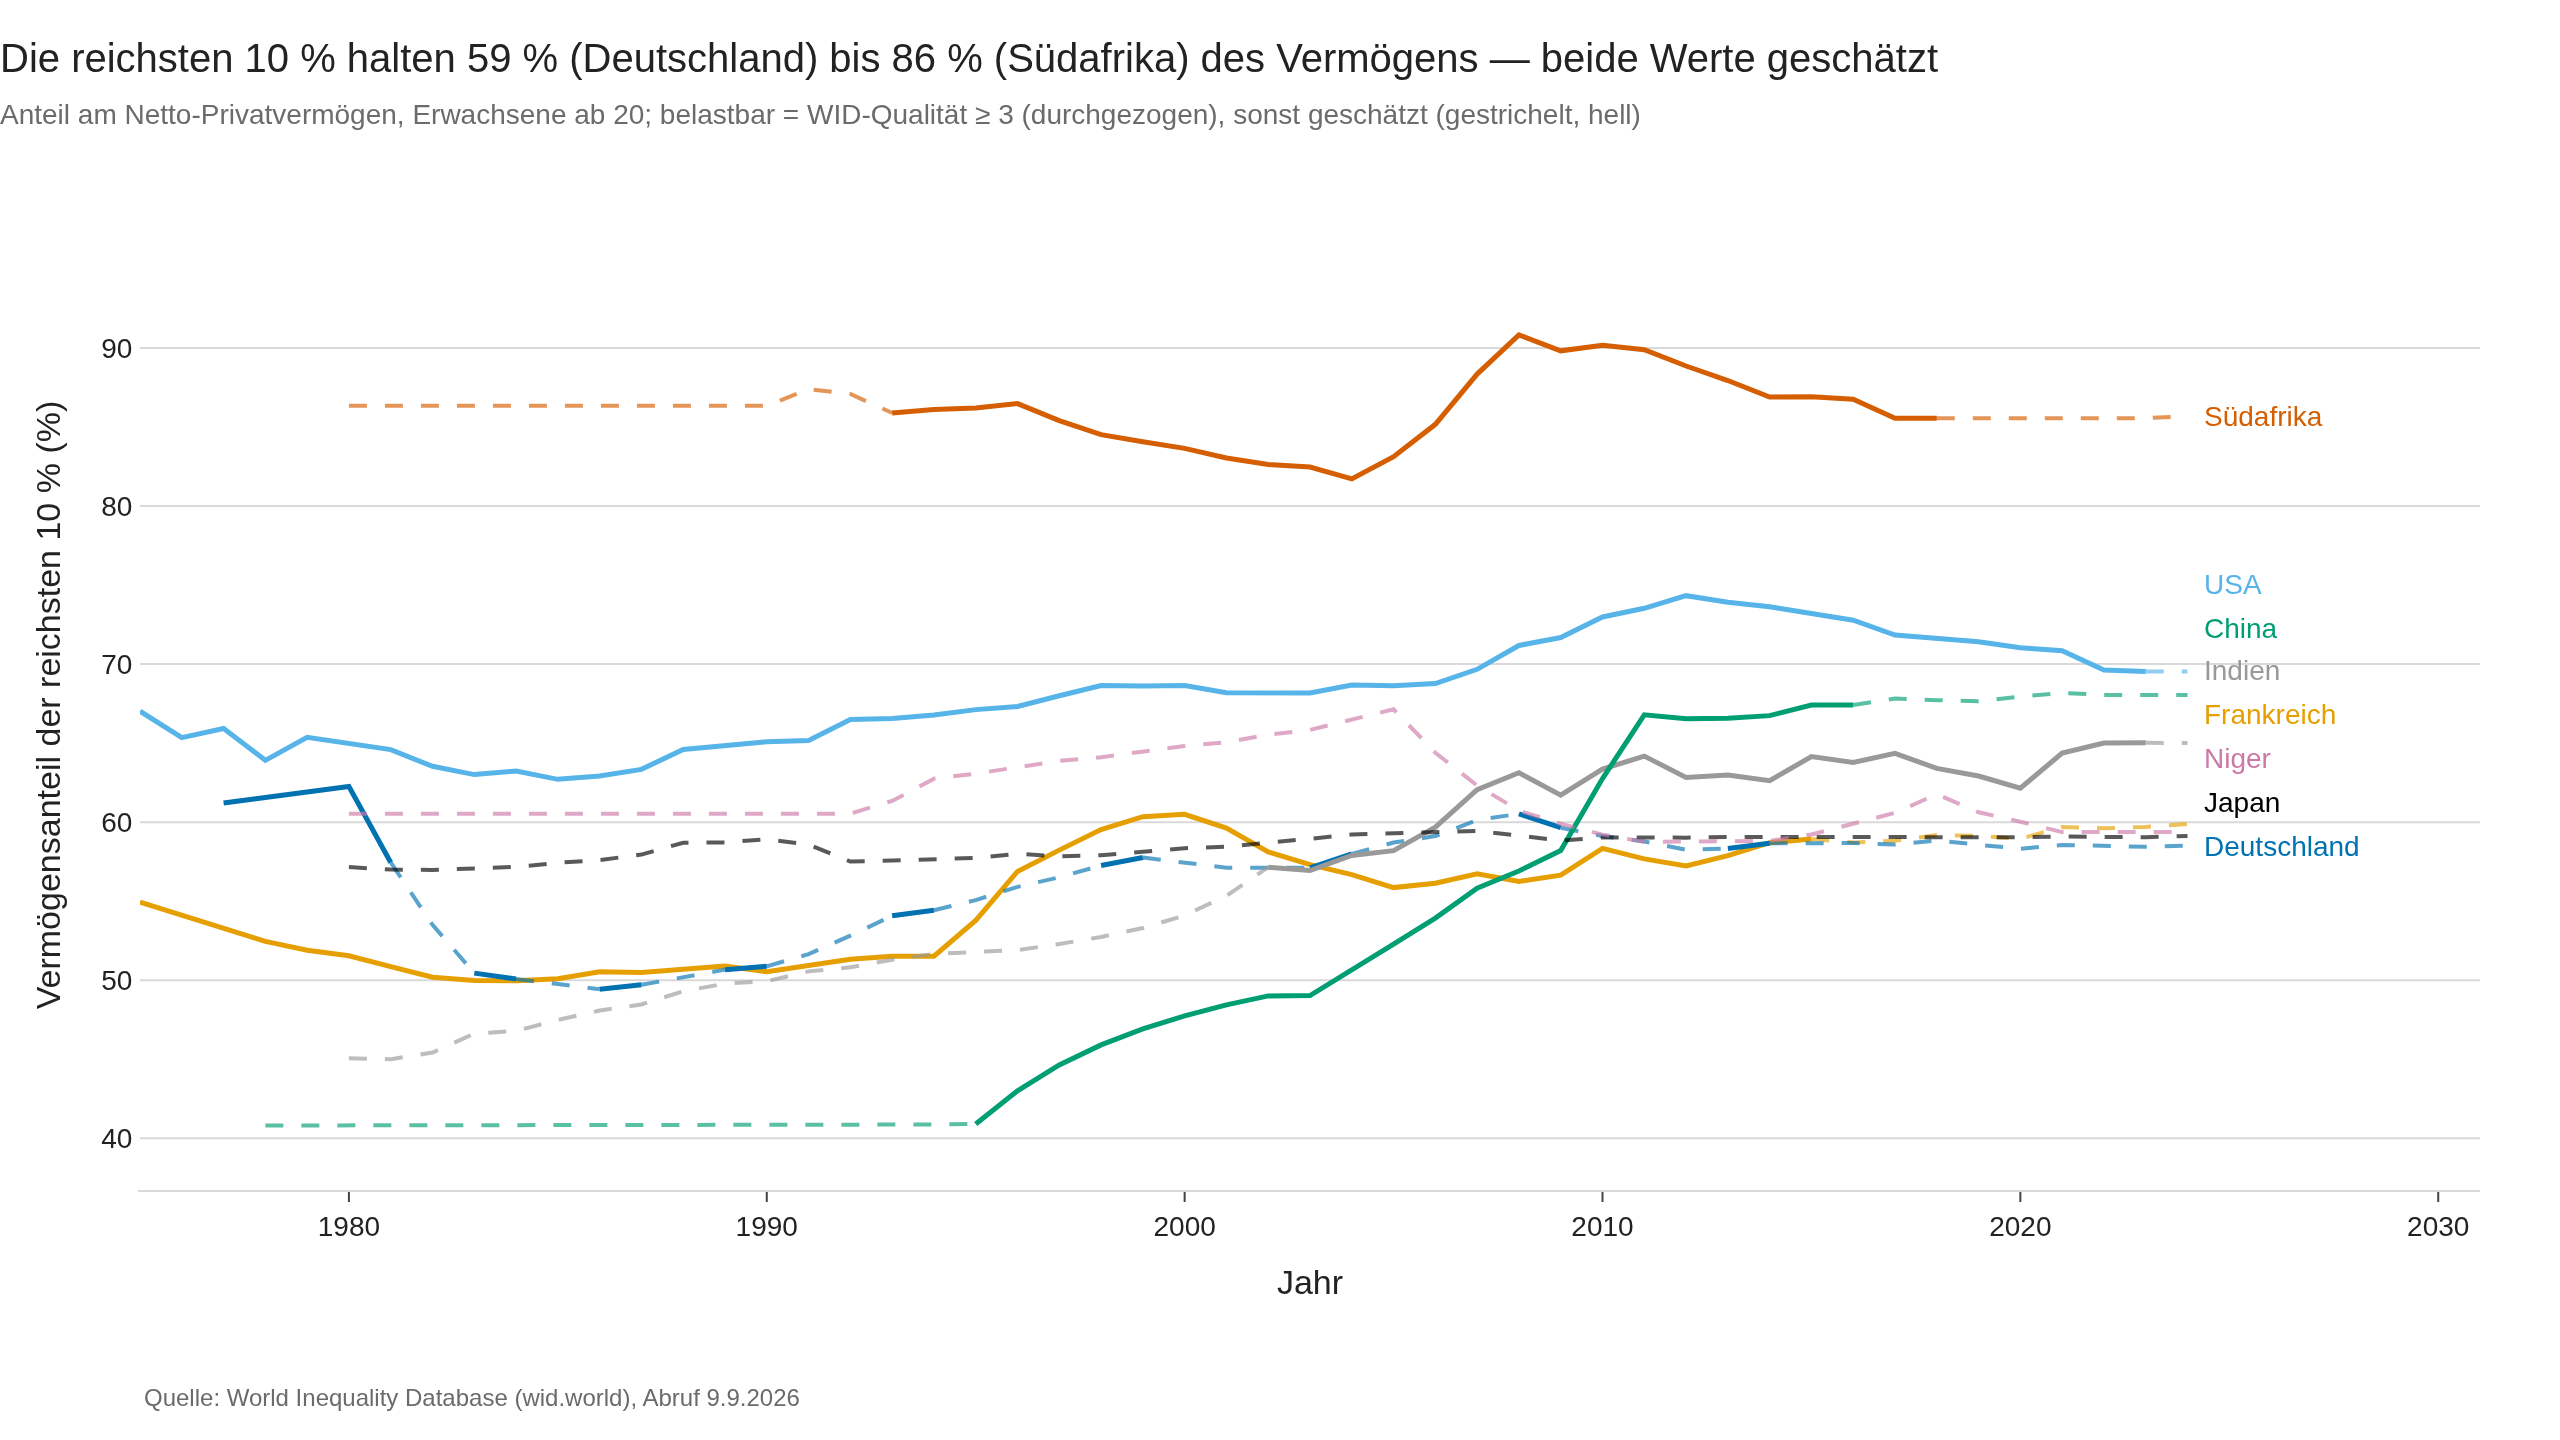 Die reichsten 10 % halten 59 % (Deutschland) bis 86 % (Südafrika) des Vermögens — beide Werte geschätzt
Anteil am Netto-Privatvermögen, Erwachsene ab 20; belastbar = WID-Qualität ≥ 3 (durchgezogen), sonst geschätzt (gestrichelt, hell)
Vermögensanteil der reichsten 10 % (%)
90
80
70
60
50
40
Südafrika
USA
China
Indien
Frankreich
Niger
Japan
Deutschland
1980
1990
2000
2010
2020
2030
Jahr
Quelle: World Inequality Database (wid.world), Abruf 9.9.2026